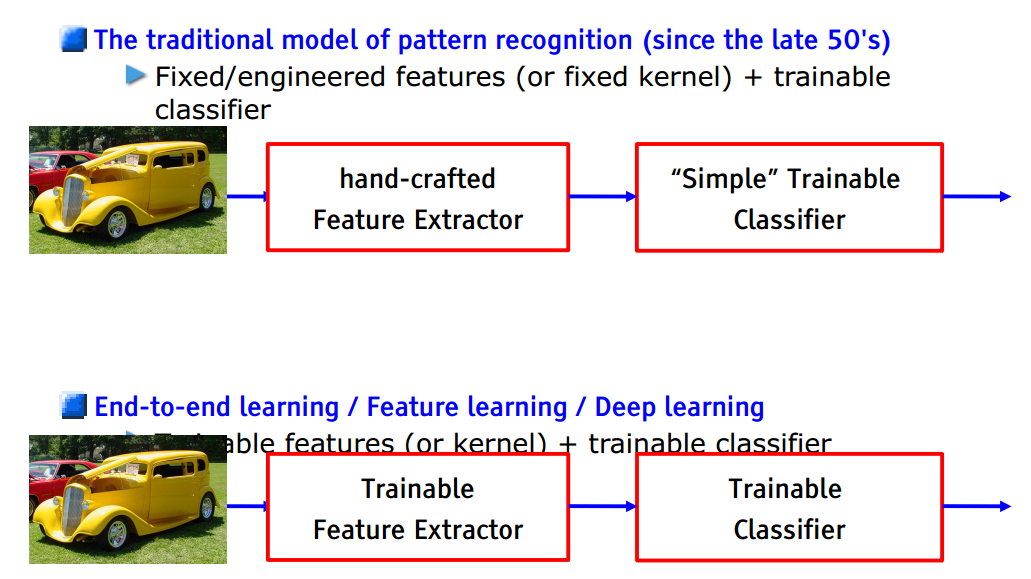 The traditional model of pattern recognition (since the late 50's)
Fixed/engineered features (or fixed kernel) + trainable
classifier
hand-crafted
Feature Extractor
“Simple” Trainable
Classifier
End-to-end learning / Feature learning / Deep learning
Trainable features (or kernel) + trainable classifier
Trainable
Feature Extractor
Trainable
Classifier